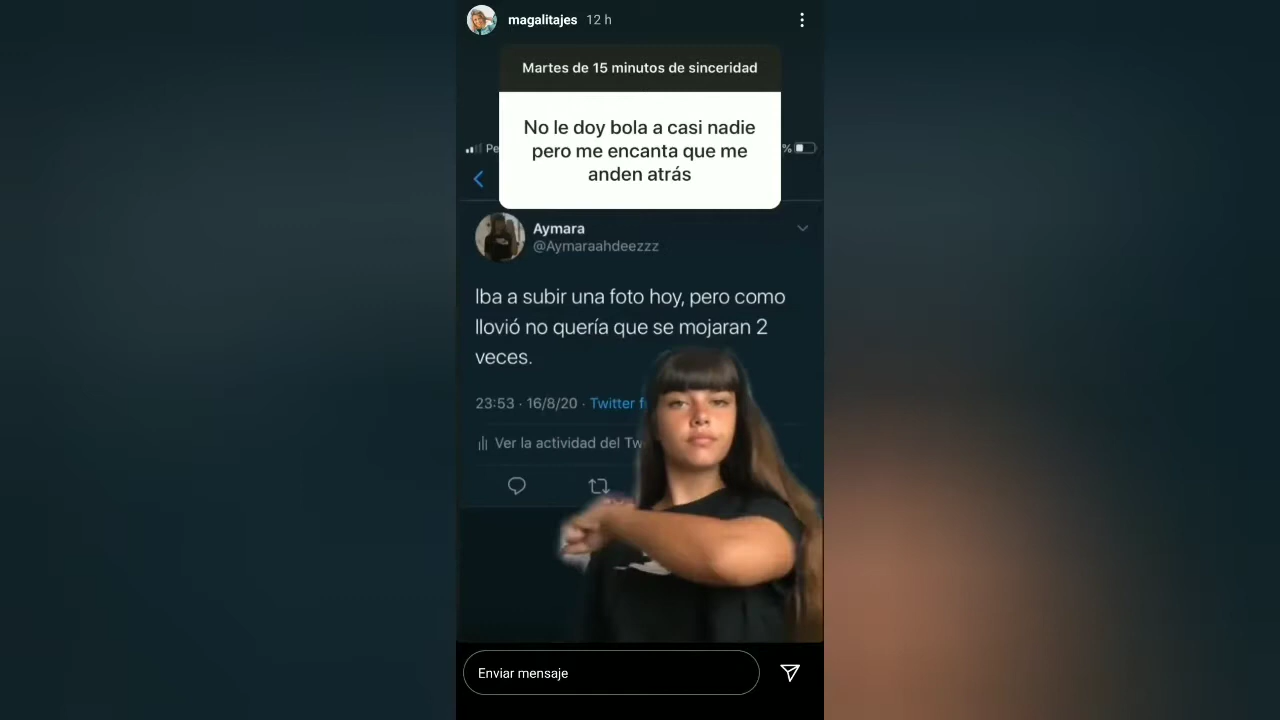 magalitajes 12 h
Martes de 15 minutos de sinceridad
No le doy bola a casi nadie
pero me encanta que me
anden atrás
Pe
%
Aymara
@Aymaraahdeezzz
Iba a subir una foto hoy, pero como
llovió no quería que se mojaran 2
veces.
23:53 · 16/8/20 · Twitter f
Ver la actividad del Tw
Enviar mensaje